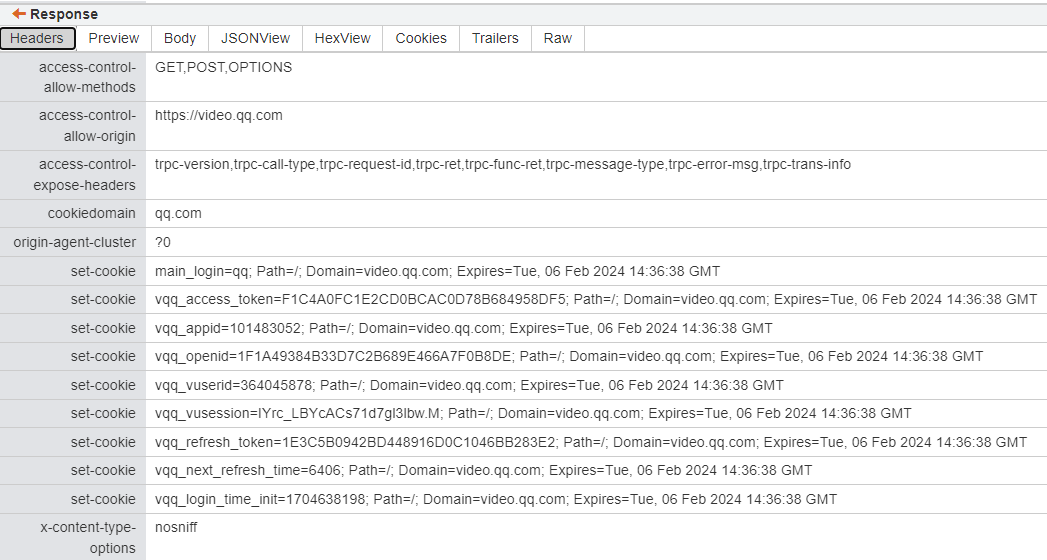 Response
Headers Preview Body JSONView HexView Cookies Trailers Raw
access-control-allow-methods GET,POST,OPTIONS
access-control-allow-origin https://video.qq.com
access-control-expose-headers trpc-version,trpc-call-type,trpc-request-id,trpc-ret,trpc-func-ret,trpc-message-type,trpc-error-msg,trpc-trans-info
cookiedomain qq.com
origin-agent-cluster ?0
set-cookie main_login=qq; Path=/; Domain=video.qq.com; Expires=Tue, 06 Feb 2024 14:36:38 GMT
set-cookie vqq_access_token=F1C4A0FC1E2CD0BCAC0D78B684958DF5; Path=/; Domain=video.qq.com; Expires=Tue, 06 Feb 2024 14:36:38 GMT
set-cookie vqq_appid=101483052; Path=/; Domain=video.qq.com; Expires=Tue, 06 Feb 2024 14:36:38 GMT
set-cookie vqq_openid=1F1A49384B33D7C2B689E466A7F0B8DE; Path=/; Domain=video.qq.com; Expires=Tue, 06 Feb 2024 14:36:38 GMT
set-cookie vqq_vuserid=364045878; Path=/; Domain=video.qq.com; Expires=Tue, 06 Feb 2024 14:36:38 GMT
set-cookie vqq_vusession=IYrc_LBYcACs71d7gI3Ibw.M; Path=/; Domain=video.qq.com; Expires=Tue, 06 Feb 2024 14:36:38 GMT
set-cookie vqq_refresh_token=1E3C5B0942BD448916D0C1046BB283E2; Path=/; Domain=video.qq.com; Expires=Tue, 06 Feb 2024 14:36:38 GMT
set-cookie vqq_next_refresh_time=6406; Path=/; Domain=video.qq.com; Expires=Tue, 06 Feb 2024 14:36:38 GMT
set-cookie vqq_login_time_init=1704638198; Path=/; Domain=video.qq.com; Expires=Tue, 06 Feb 2024 14:36:38 GMT
x-content-type-options nosniff